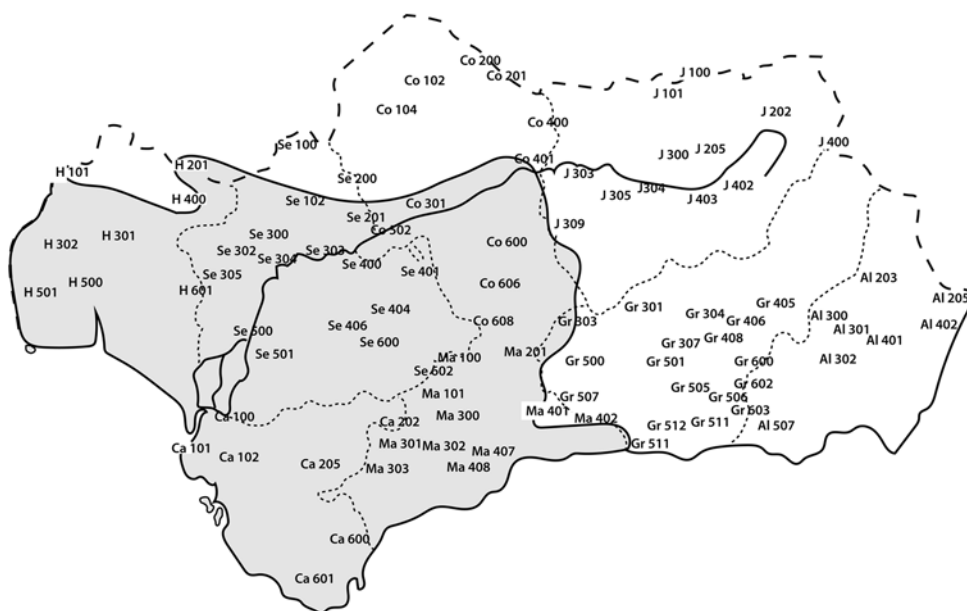 Co 200
Co 201
Co 102
Co 104
Co 400
Co 401
J 100
J 101
J 202
J 205
J 300
J 400
J 402
J 403
J 303
J 304
J 305
J 309
Se 100
Se 200
H 201
H 101
H 400
Se 102
Se 201
Co 301
Co 302
H 302
H 301
Se 300
Se 302
Se 304
Se 303
Se 305
Se 400
Se 401
Co 600
Co 606
H 501
H 500
H 601
Se 404
Se 406
Se 600
Co 608
Se 500
Se 501
Ma 100
Se 602
Ma 201
Gr 301
Gr 303
Gr 304
Gr 405
Gr 406
Gr 307
Gr 408
Al 203
Al 205
Al 300
Al 301
Al 401
Al 402
Al 302
Gr 500
Gr 501
Gr 600
Gr 602
Gr 505
Gr 506
Gr 507
Gr 603
Gr 511
Gr 512
Al 507
Gr 511
Ma 401
Ma 402
Ma 101
Ma 300
Ca 202
Ma 301
Ma 302
Ma 407
Ma 303
Ma 408
Ca 100
Ca 101
Ca 102
Ca 205
Ca 600
Ca 601